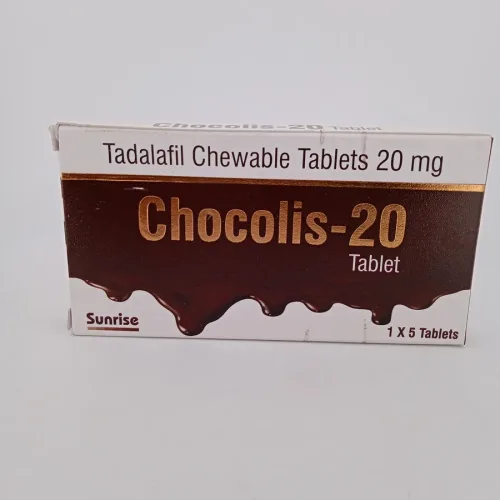 Chocolis-20 Tablet
Tadalafil Chewable Tablets 20 mg
Chocolis-20
Tablet
Sunrise
1 X 5 Tablets